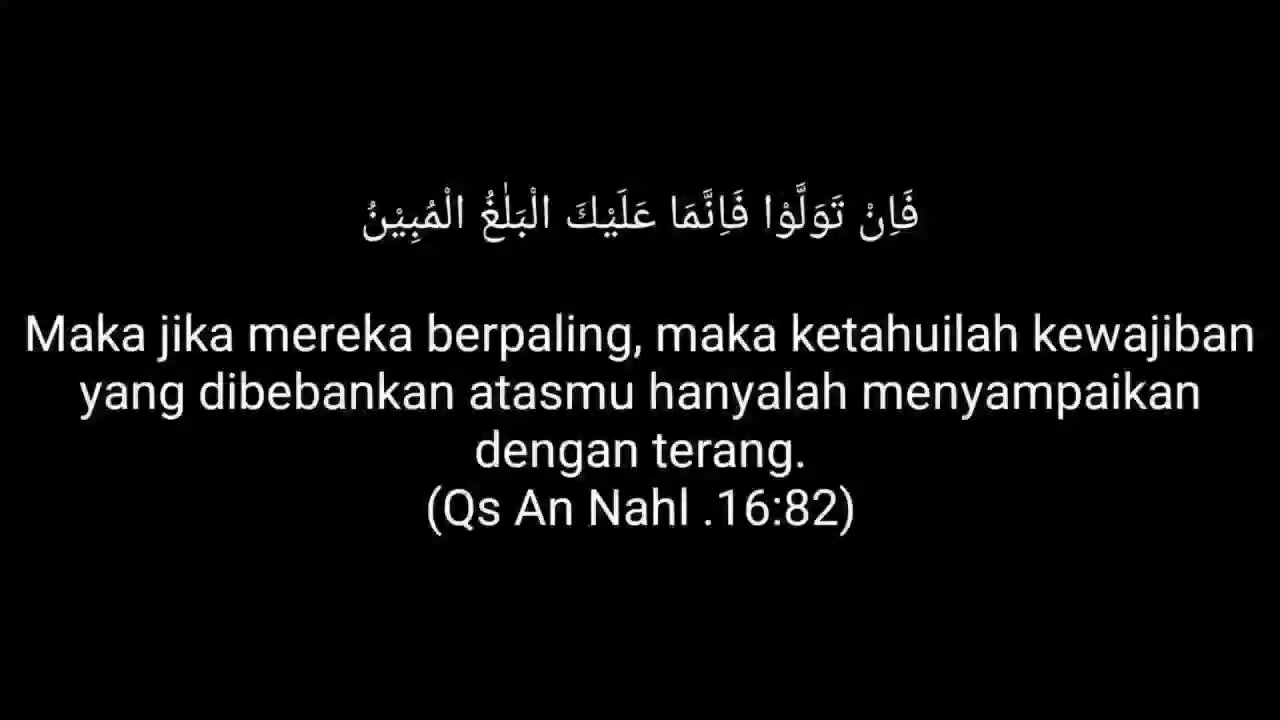 فَاِنْ تَوَلَّوْا فَاِنَّمَا عَلَيْكَ الْبَلٰغُ الْمُبِيْنُ
Maka jika mereka berpaling, maka ketahuilah kewajiban
yang dibebankan atasmu hanyalah menyampaikan
dengan terang.
(Qs An Nahl .16:82)